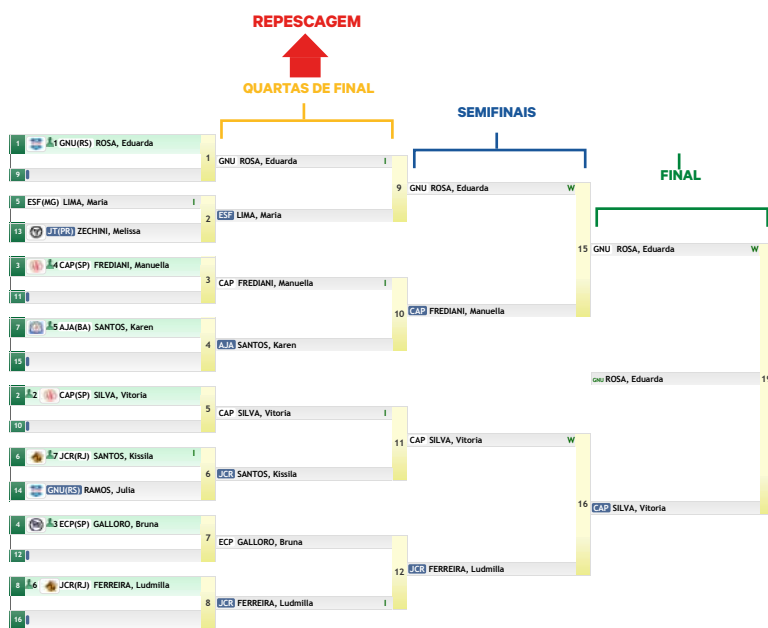 REPESCAGEM
QUARTAS DE FINAL
SEMIFINAIS
FINAL
1 1 GNU(RS) ROSA, Eduarda
9
1
5 ESF(MG) LIMA, Maria I
13 JT(PR) ZECHINI, Melissa
2
3 4 CAP(SP) FREDIANI, Manuella
11
3
7 5 AJA(BA) SANTOS, Karen
15
4
2 2 CAP(SP) SILVA, Vitoria
10
5
6 7 JCR(RJ) SANTOS, Kissila I
14 GNU(RS) RAMOS, Julia
6
4 3 ECP(SP) GALLORO, Bruna
12
7
8 6 JCR(RJ) FERREIRA, Ludmilla
16
8
GNU ROSA, Eduarda I
ESF LIMA, Maria
9
CAP FREDIANI, Manuella I
AJA SANTOS, Karen
10
CAP SILVA, Vitoria I
JCR SANTOS, Kissila
11
ECP GALLORO, Bruna
JCR FERREIRA, Ludmilla I
12
GNU ROSA, Eduarda W
CAP FREDIANI, Manuella
15
CAP SILVA, Vitoria W
JCR FERREIRA, Ludmilla
16
GNU ROSA, Eduarda W
GNU ROSA, Eduarda
CAP SILVA, Vitoria